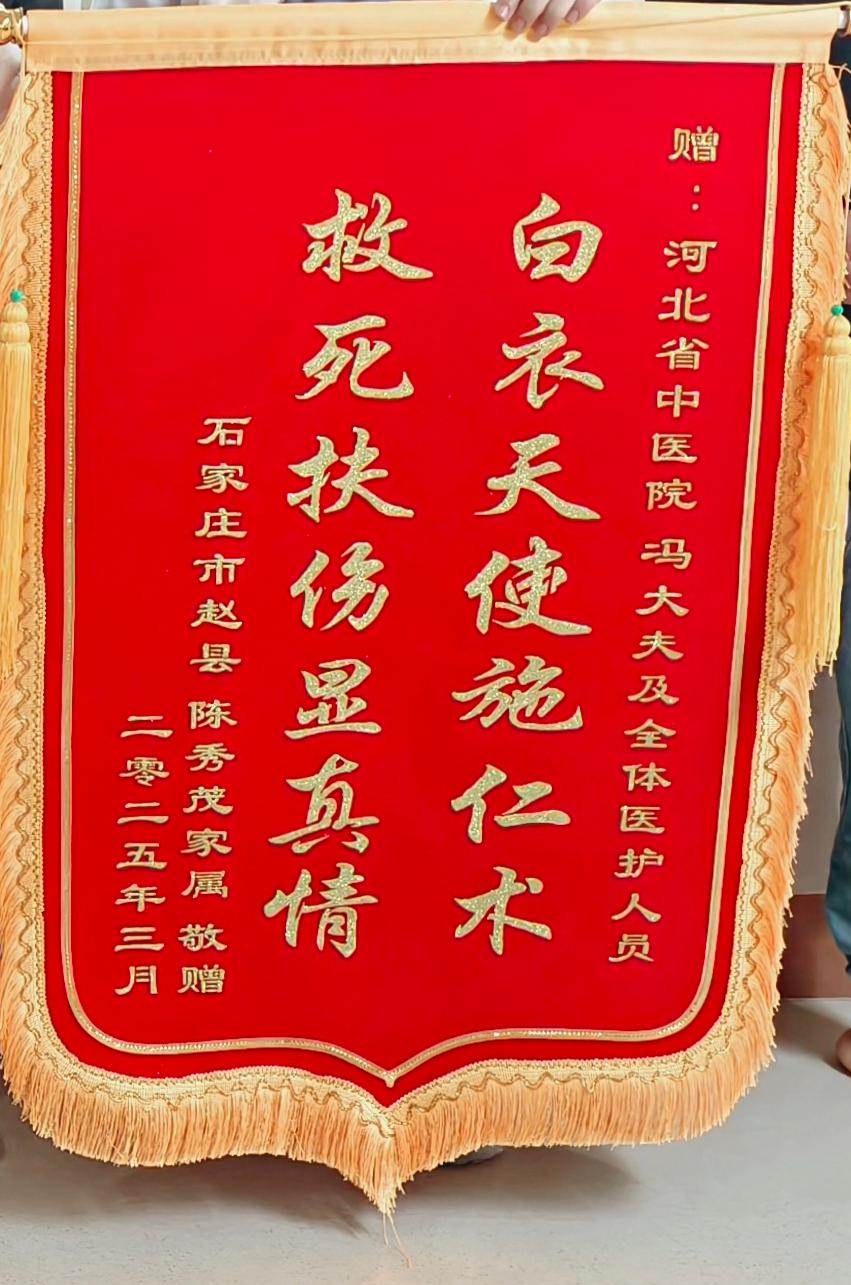 赠：河北省中医院 冯大夫及全体医护人员
白衣天使施仁术
救死扶伤显真情
石家庄市赵县 陈秀茂家属 敬赠
二零二五年三月